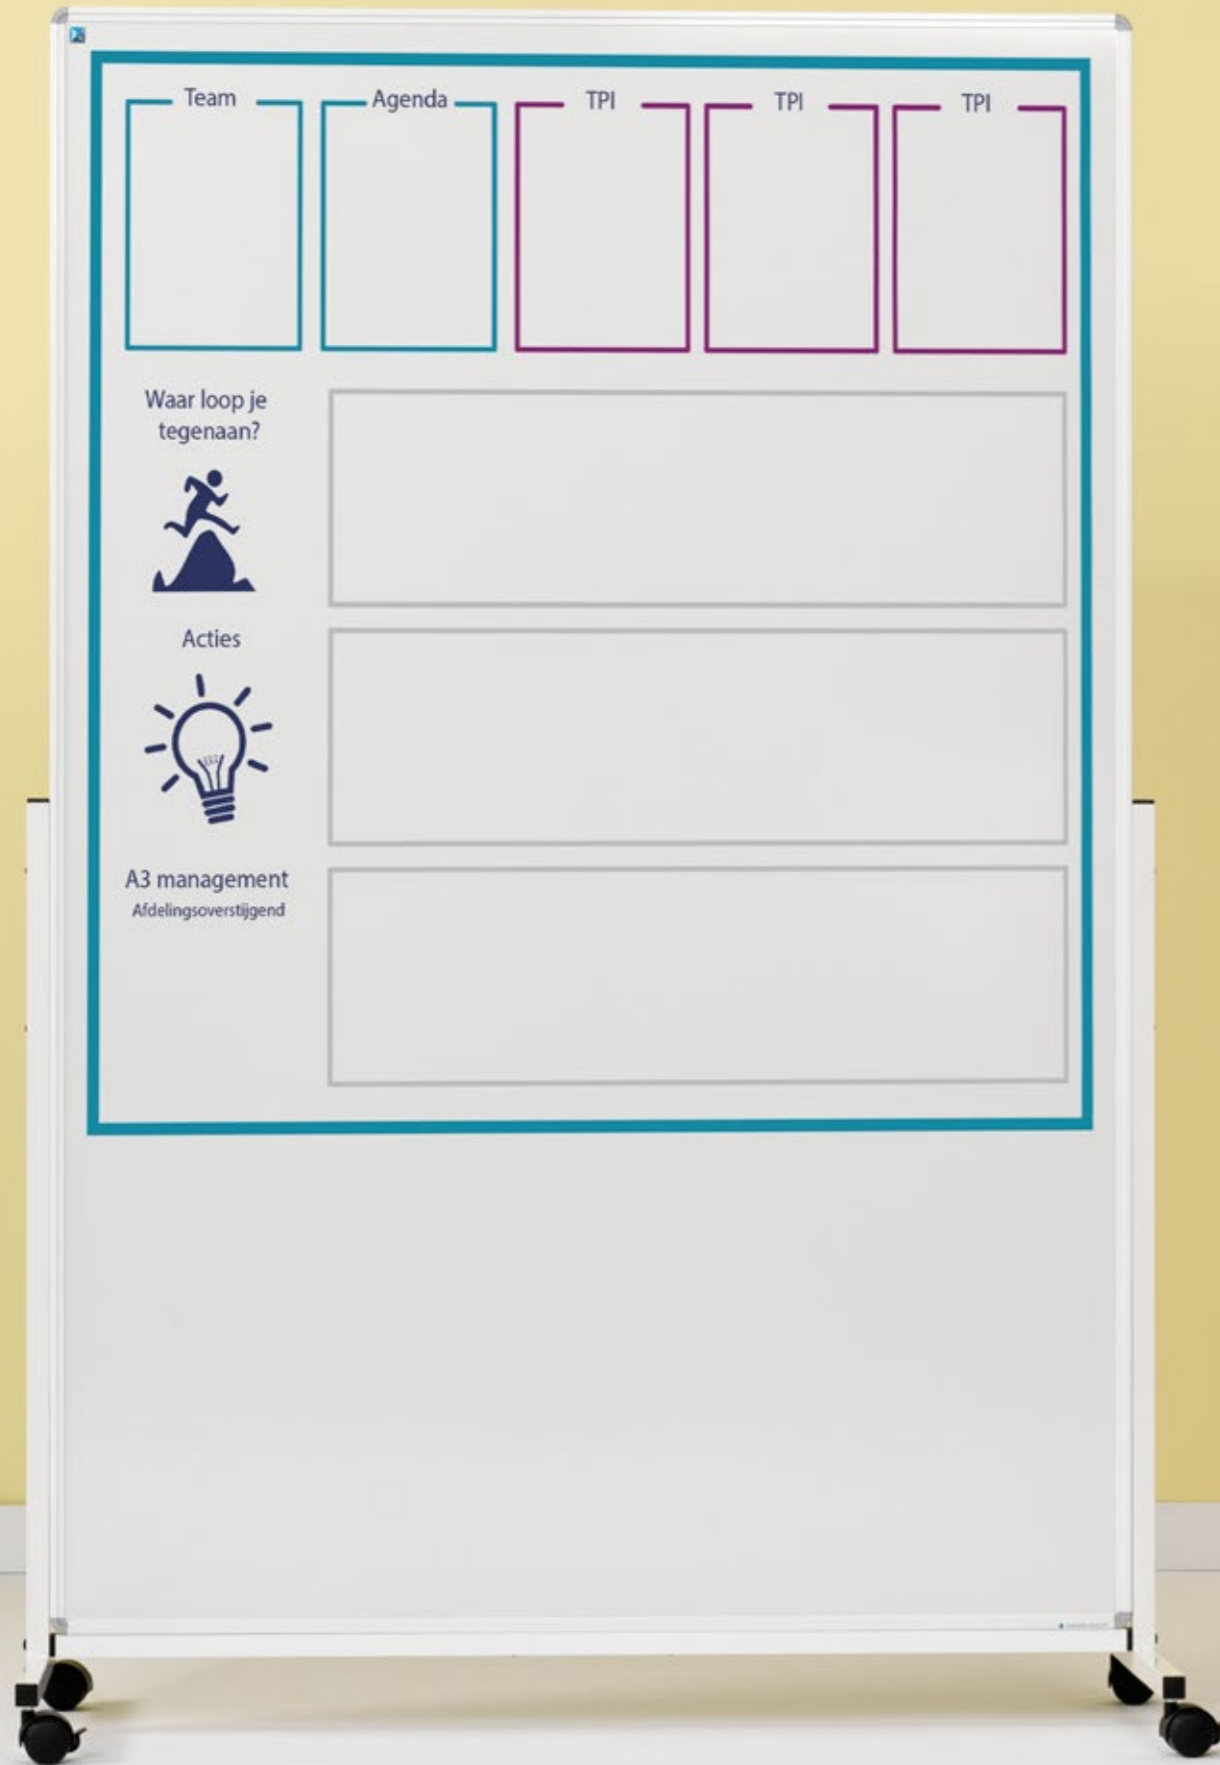 Team
Agenda
TPI
TPI
TPI
Waar loop je
tegenaan?
Acties
A3 management
Afdelingsoverstijgend